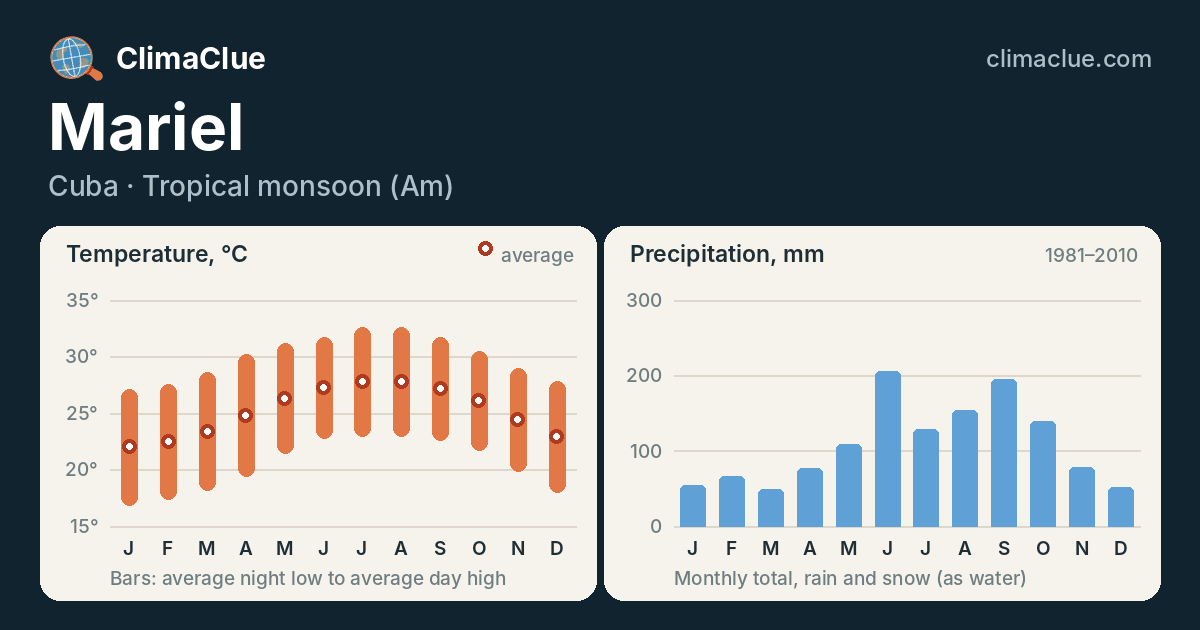 ClimaClue
climaclue.com
Mariel
Cuba · Tropical monsoon (Am)
Temperature, °C
average
35°
30°
25°
20°
15°
J F M A M J J A S O N D
Bars: average night low to average day high
Precipitation, mm
1981–2010
300
200
100
0
J F M A M J J A S O N D
Monthly total, rain and snow (as water)